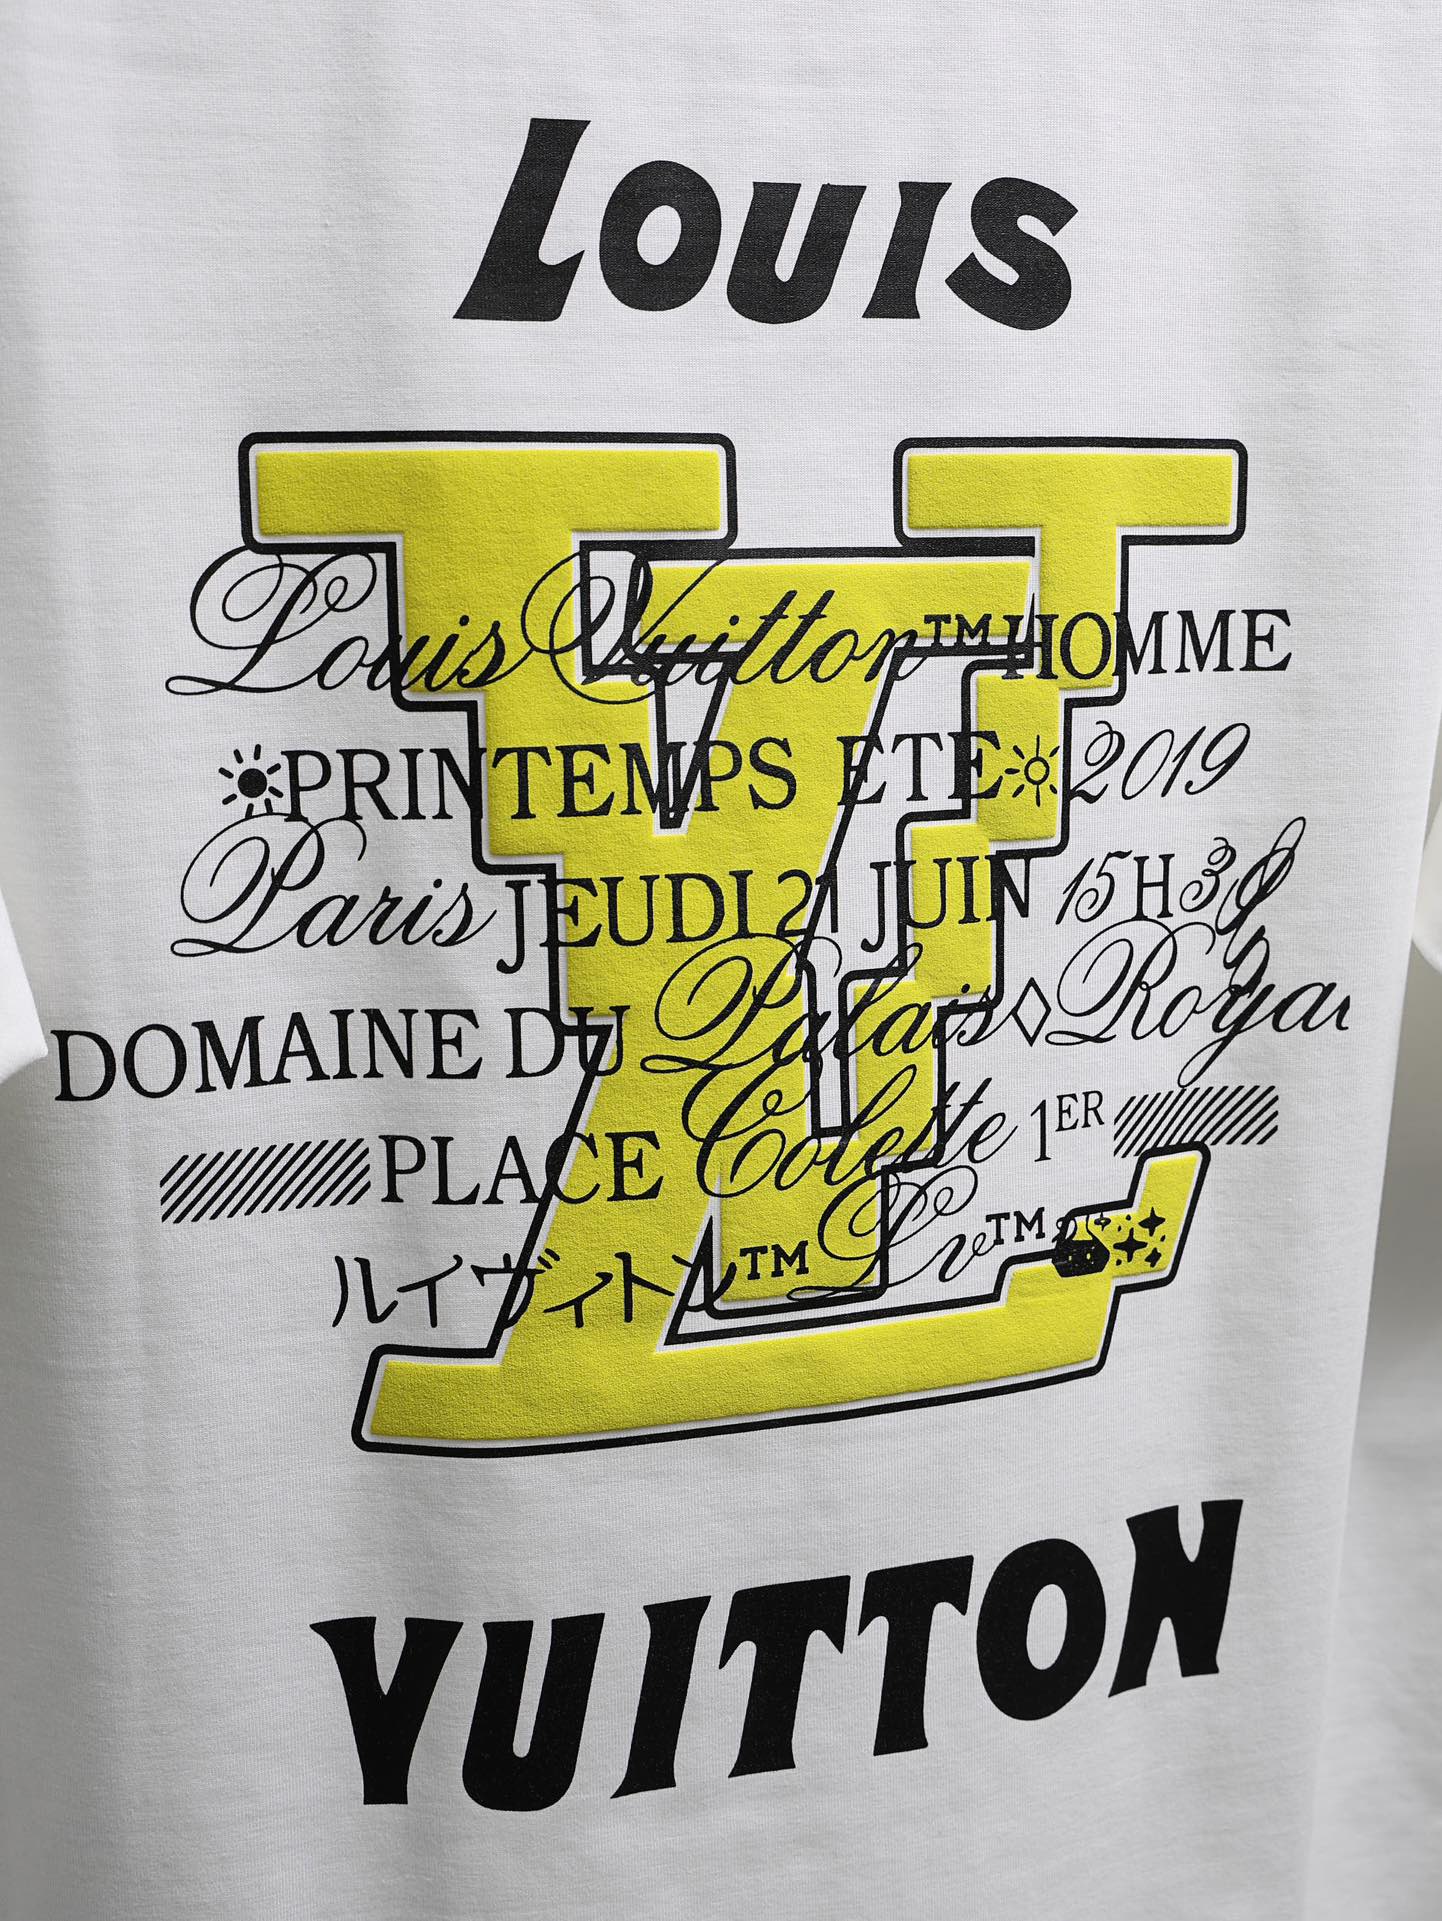 LOUIS
LV
Louis Vuitton™ HOMME
PRINTEMPS ETE 2019
Paris JEUDI 21 JUIN 15H30
DOMAINE DU Palais Royal
PLACE Colette 1ER
ルイヴィトン™ Lv™
VUITTON